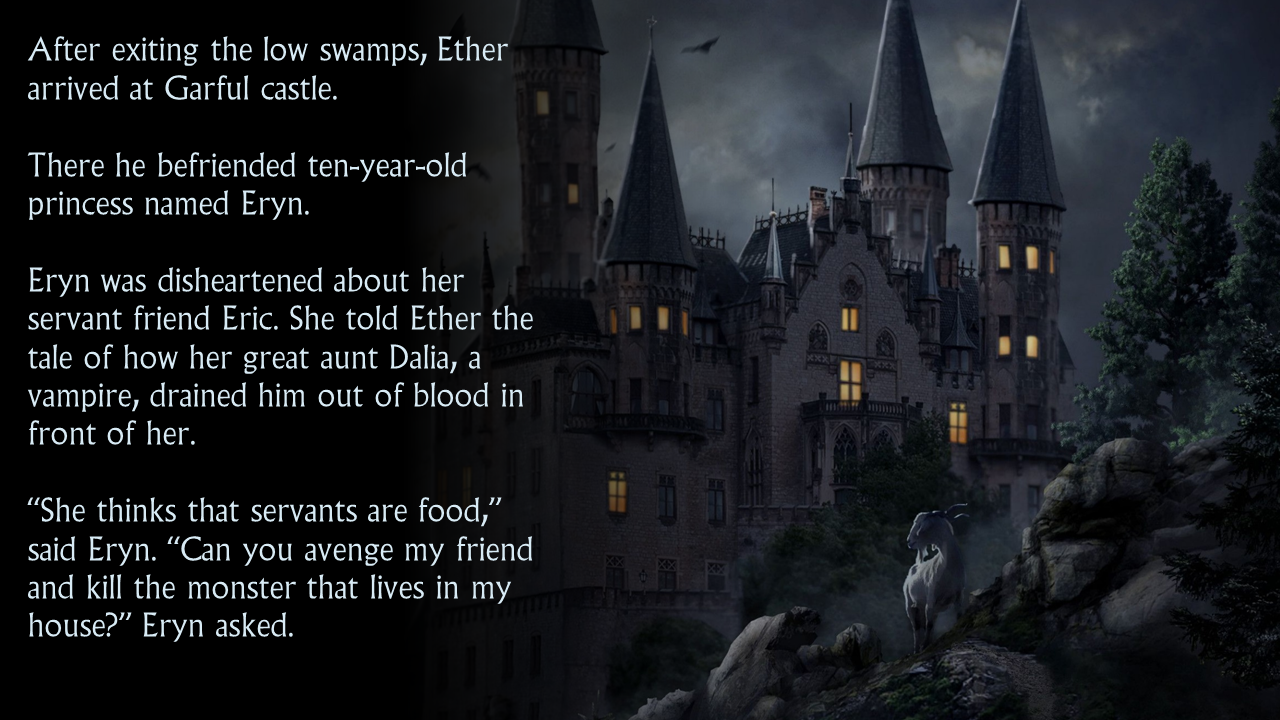 After exiting the low swamps, Ether
arrived at Garful castle.
There he befriended ten-year-old
princess named Eryn.
Eryn was disheartened about her
servant friend Eric. She told Ether the
tale of how her great aunt Dalia, a
vampire, drained him out of blood in
front of her.
“She thinks that servants are food,”
said Eryn. “Can you avenge my friend
and kill the monster that lives in my
house?” Eryn asked.